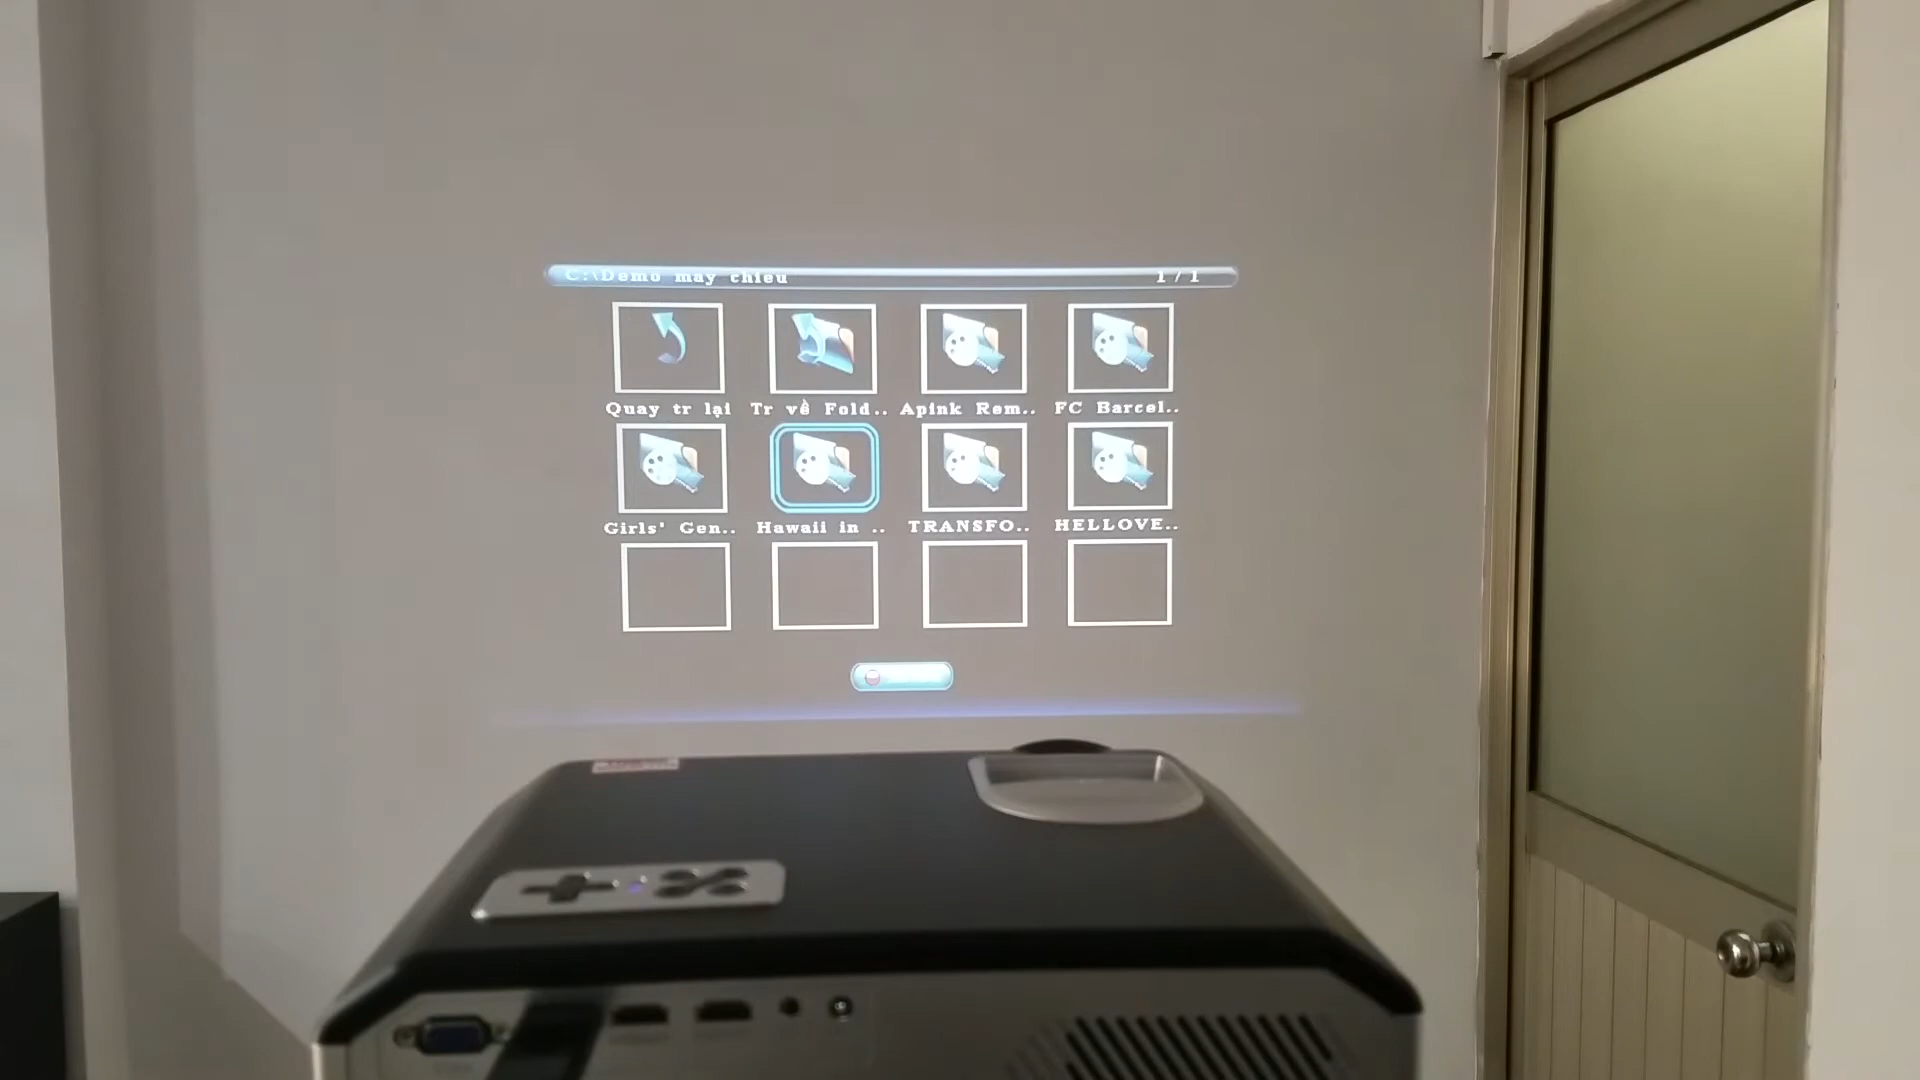 C:\Demo may chieu 1/1
Quay tr lại Tr về Fold.. Apink Rem.. FC Barcel..
Girls' Gen.. Hawaii in .. TRANSFO.. HELLOVE..